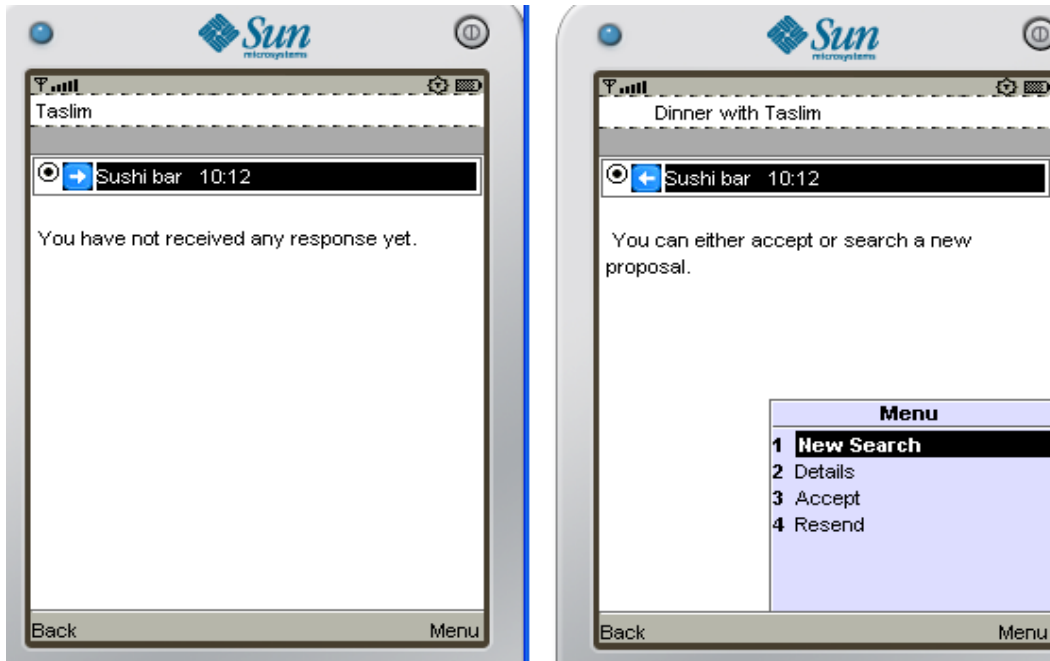 Sun
microsystems
Taslim
Sushi bar 10:12
You have not received any response yet.
Back Menu
Sun
microsystems
Dinner with Taslim
Sushi bar 10:12
You can either accept or search a new
proposal.
Menu
1 New Search
2 Details
3 Accept
4 Resend
Back Menu